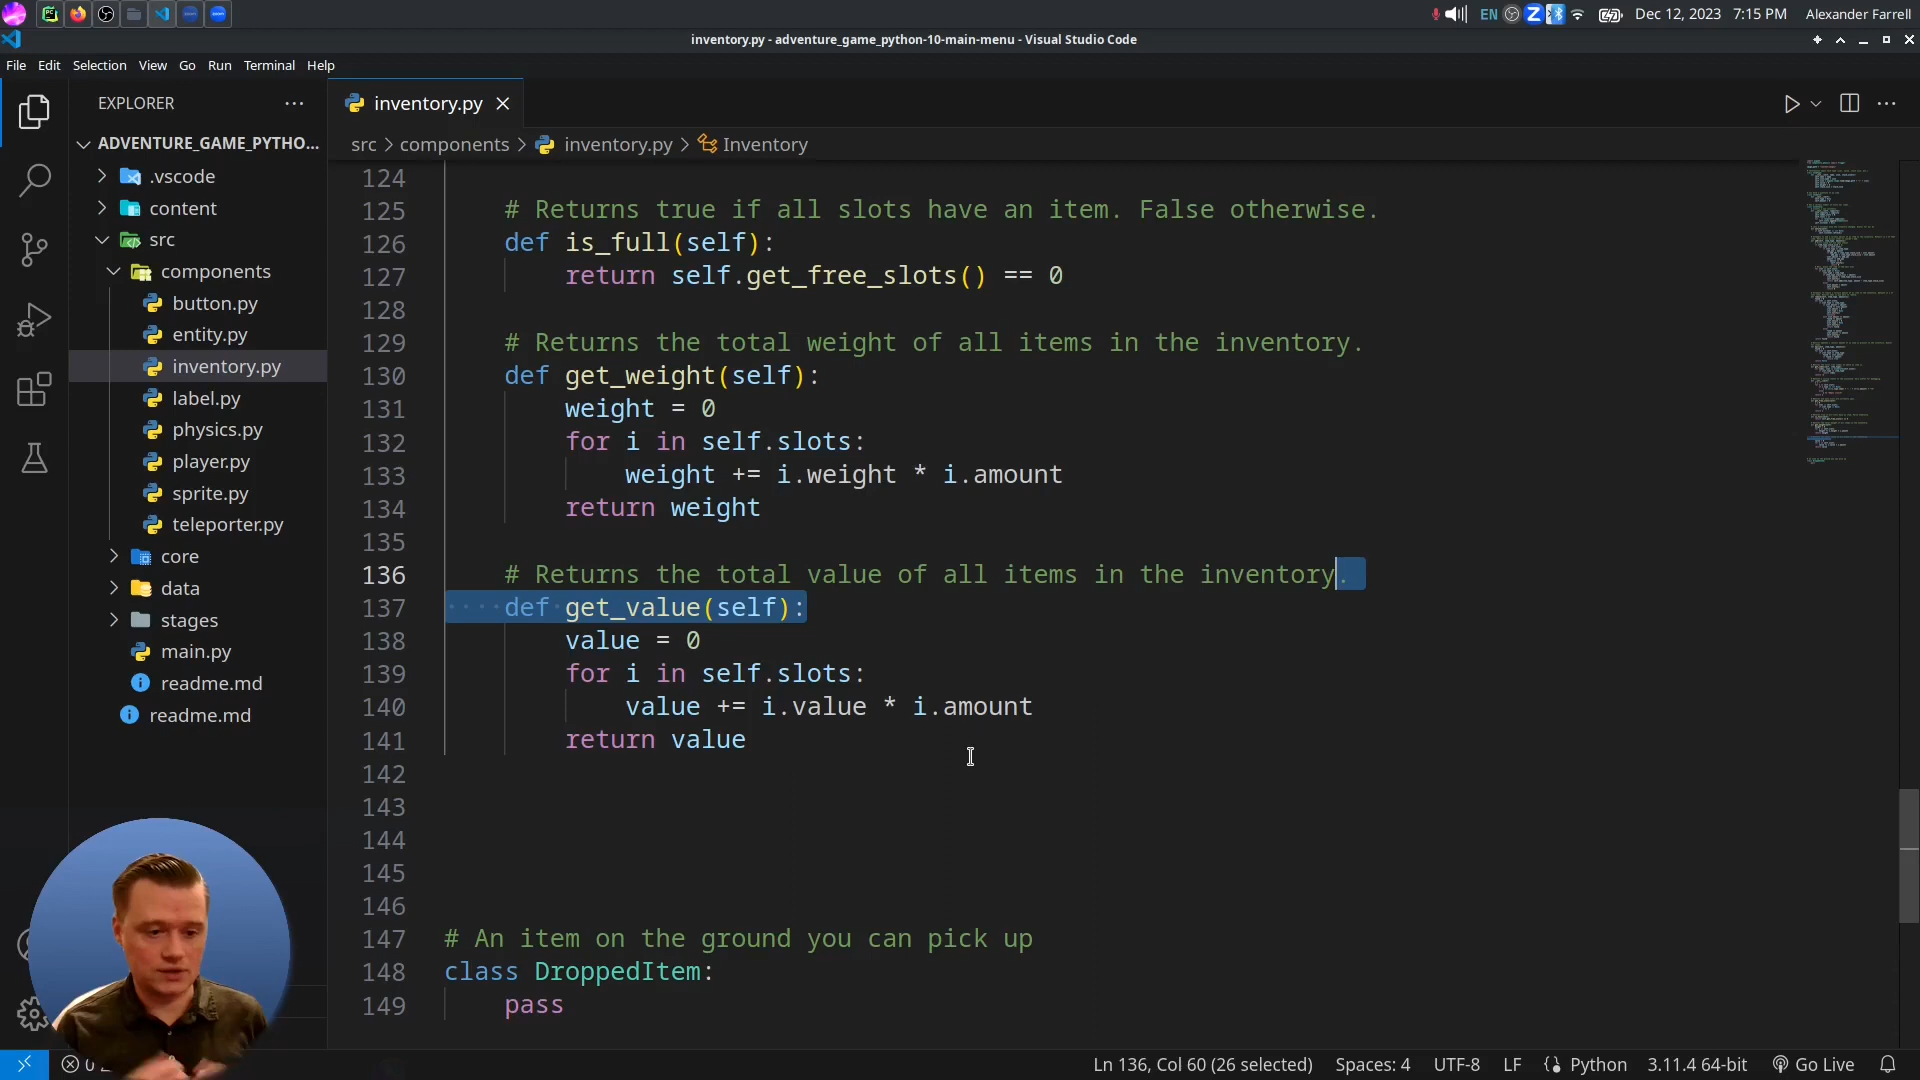 EN
Dec 12, 2023 7:15 PM Alexander Farrell
inventory.py - adventure_game_python-10-main-menu - Visual Studio Code
File Edit Selection View Go Run Terminal Help
EXPLORER
ADVENTURE_GAME_PYTHO...
.vscode
content
src
components
button.py
entity.py
inventory.py
label.py
physics.py
player.py
sprite.py
teleporter.py
core
data
stages
main.py
readme.md
readme.md
inventory.py
src > components > inventory.py > Inventory
124
125 # Returns true if all slots have an item. False otherwise.
126 def is_full(self):
127 return self.get_free_slots() == 0
128
129 # Returns the total weight of all items in the inventory.
130 def get_weight(self):
131 weight = 0
132 for i in self.slots:
133 weight += i.weight * i.amount
134 return weight
135
136 # Returns the total value of all items in the inventory.
137 def get_value(self):
138 value = 0
139 for i in self.slots:
140 value += i.value * i.amount
141 return value
142
143
144
145
146
147 # An item on the ground you can pick up
148 class DroppedItem:
149 pass
0
Ln 136, Col 60 (26 selected) Spaces: 4 UTF-8 LF Python 3.11.4 64-bit Go Live